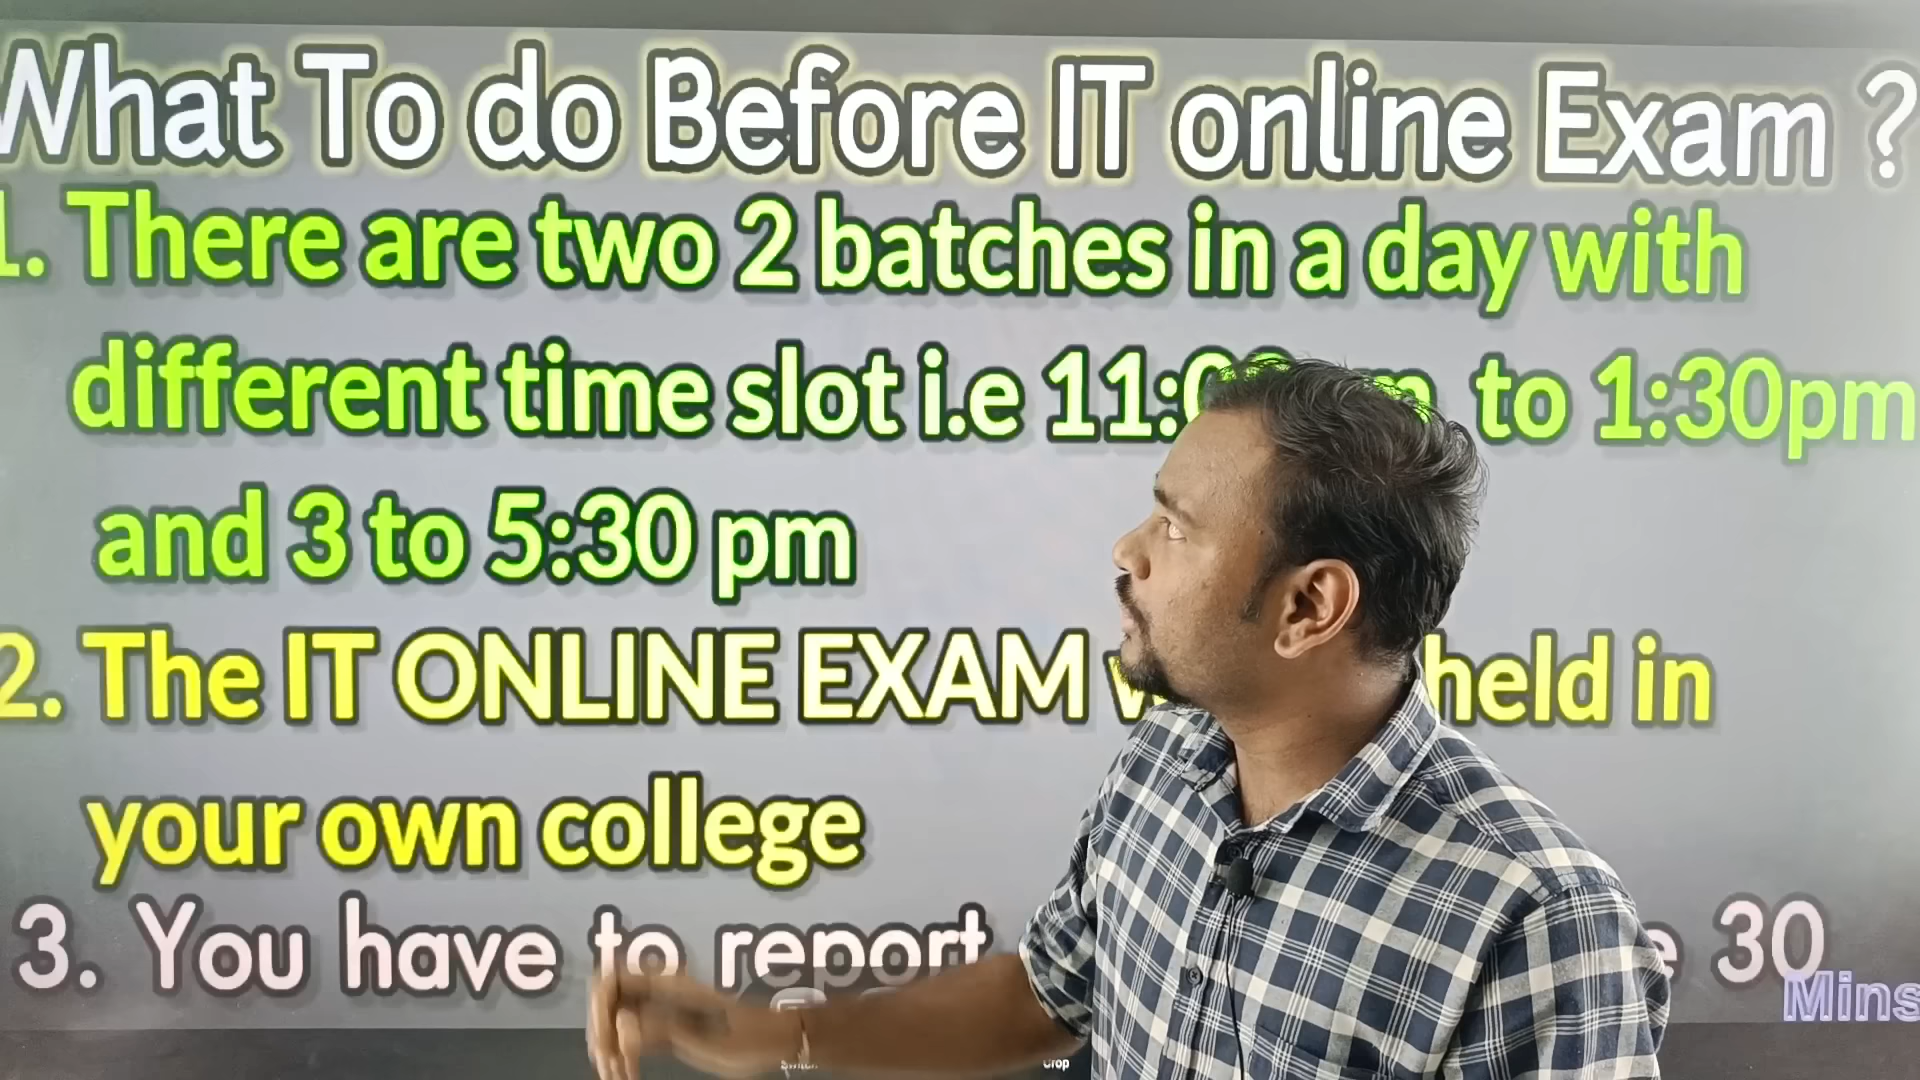 What To do Before IT online Exam ?
1. There are two 2 batches in a day with
different time slot i.e to 1:30pm
and 3 to 5:30 pm
2. The IT ONLINE EXAM held in
your own college
3. You have to report 30
Mins
Crop